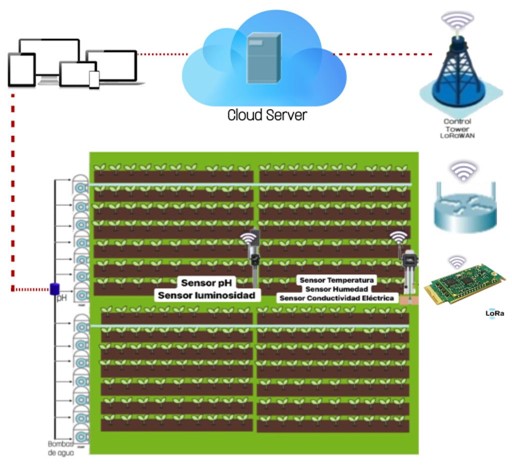 Cloud Server
Control
Tower
LoRaWAN
LoRa
Sensor pH
Sensor luminosidad
Sensor Temperatura
Sensor Humedad
Sensor Conductividad Eléctrica
pH
Bombas
de agua